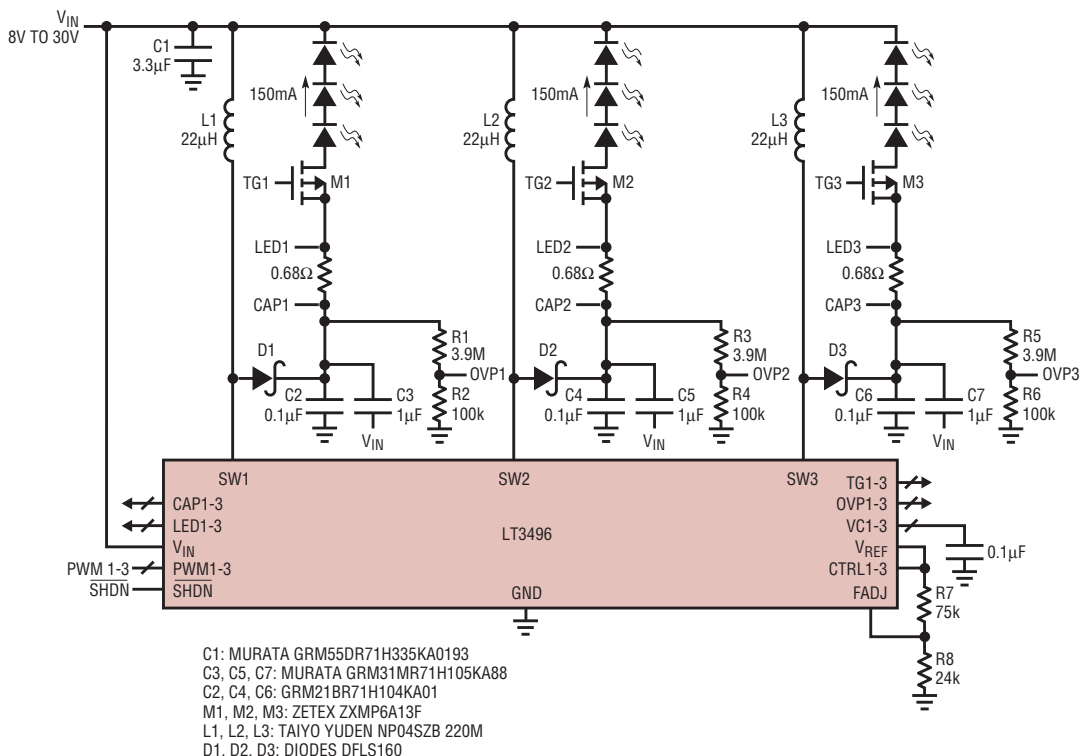 VIN
8V TO 30V
C1
3.3µF
L1
22µH
150mA
TG1
M1
LED1
0.68Ω
CAP1
D1
R1
3.9M
OVP1
R2
100k
C2
0.1µF
C3
1µF
VIN
L2
22µH
150mA
TG2
M2
LED2
0.68Ω
CAP2
D2
R3
3.9M
OVP2
R4
100k
C4
0.1µF
C5
1µF
VIN
L3
22µH
150mA
TG3
M3
LED3
0.68Ω
CAP3
D3
R5
3.9M
OVP3
R6
100k
C6
0.1µF
C7
1µF
VIN
SW1
SW2
SW3
CAP1-3
LED1-3
VIN
PWM 1-3
PWM1-3
SHDN
SHDN
LT3496
GND
TG1-3
OVP1-3
VC1-3
VREF
CTRL1-3
FADJ
0.1µF
R7
75k
R8
24k
C1: MURATA GRM55DR71H335KA0193
C3, C5, C7: MURATA GRM31MR71H105KA88
C2, C4, C6: GRM21BR71H104KA01
M1, M2, M3: ZETEX ZXMP6A13F
L1, L2, L3: TAIYO YUDEN NP04SZB 220M
D1, D2, D3: DIODES DFLS160